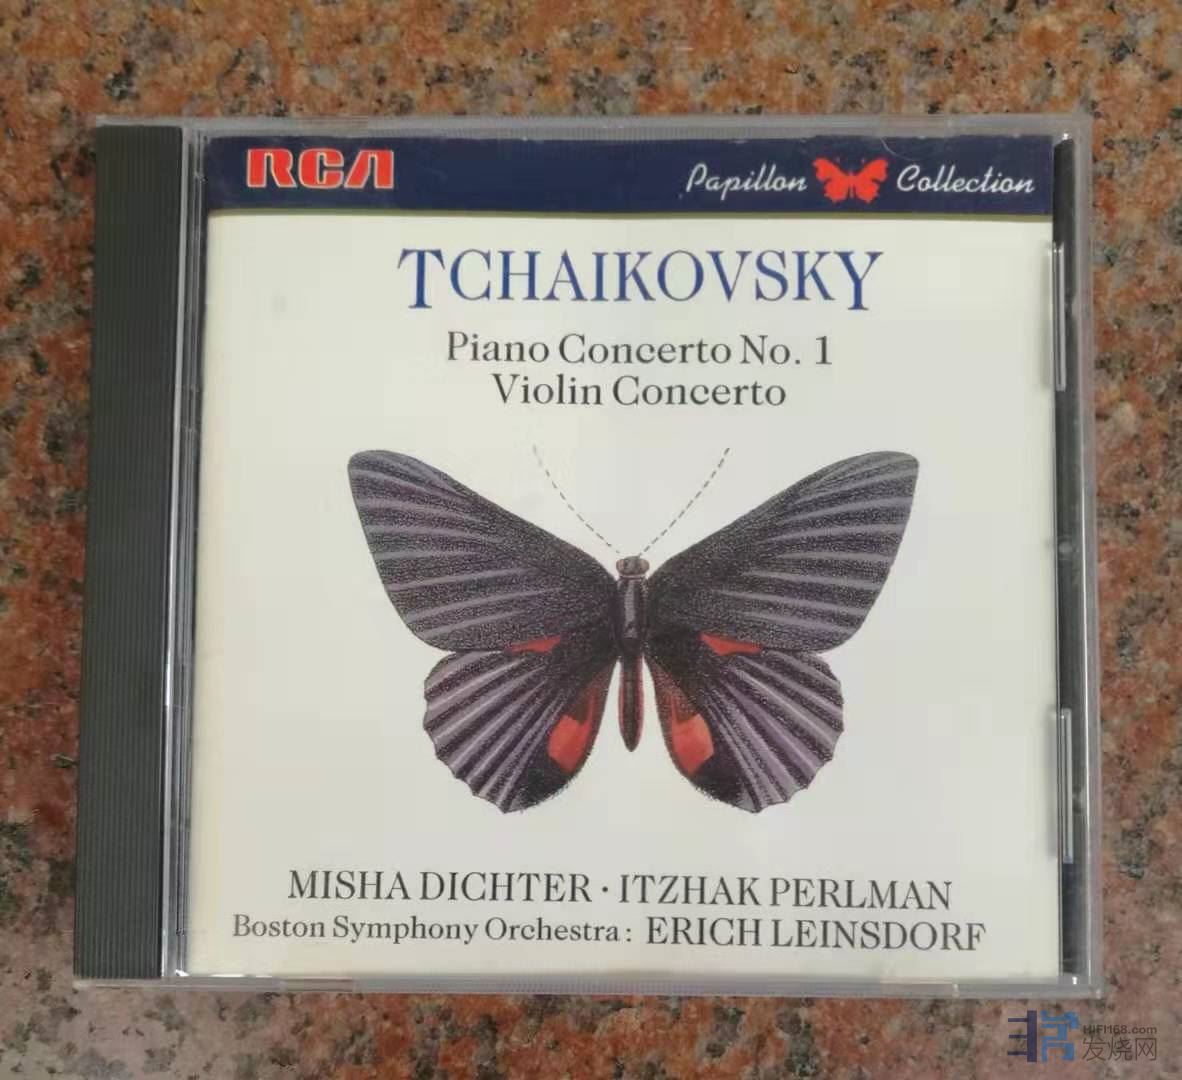 RCA
Papillon Collection
TCHAIKOVSKY
Piano Concerto No. 1
Violin Concerto
MISHA DICHTER · ITZHAK PERLMAN
Boston Symphony Orchestra: ERICH LEINSDORF
HIFI168.com
发烧网